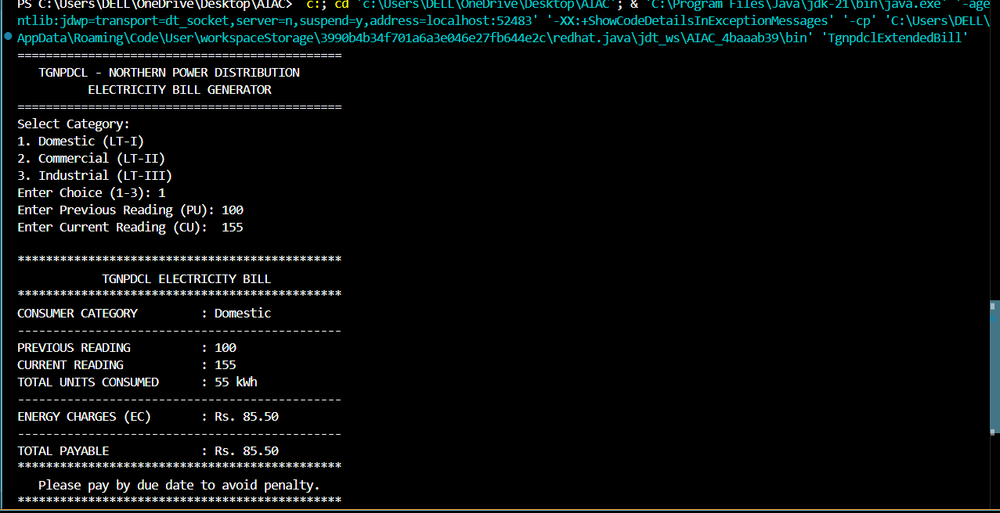 PS C:\Users\DELL\OneDrive\Desktop\AIAC>  c:; cd 'c:\Users\DELL\OneDrive\Desktop\AIAC'; & 'C:\Program Files\Java\jdk-21\bin\java.exe' '-age
ntlib:jdwp=transport=dt_socket,server=n,suspend=y,address=localhost:52483' '-XX:+ShowCodeDetailsInExceptionMessages' '-cp' 'C:\Users\DELL\
AppData\Roaming\Code\User\workspaceStorage\3990b4b34f701a6a3e046e27fb644e2c\redhat.java\jdt_ws\AIAC_4baaab39\bin' 'TgnpdclExtendedBill'
==============================================
   TGNPDCL - NORTHERN POWER DISTRIBUTION
          ELECTRICITY BILL GENERATOR
==============================================
Select Category:
1. Domestic (LT-I)
2. Commercial (LT-II)
3. Industrial (LT-III)
Enter Choice (1-3): 1
Enter Previous Reading (PU): 100
Enter Current Reading (CU):  155

**********************************************
            TGNPDCL ELECTRICITY BILL
**********************************************
CONSUMER CATEGORY         : Domestic
----------------------------------------------
PREVIOUS READING          : 100
CURRENT READING           : 155
TOTAL UNITS CONSUMED      : 55 kWh
----------------------------------------------
ENERGY CHARGES (EC)       : Rs. 85.50
----------------------------------------------
TOTAL PAYABLE             : Rs. 85.50
**********************************************
   Please pay by due date to avoid penalty.
**********************************************